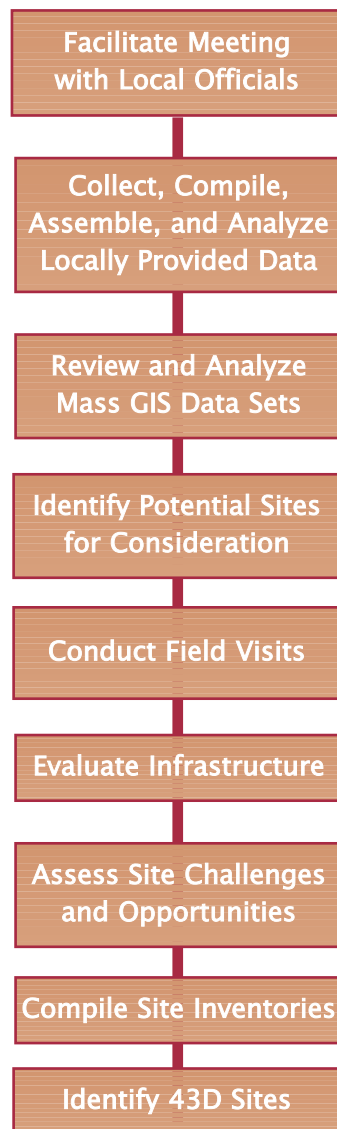 Facilitate Meeting
with Local Officials
Collect, Compile,
Assemble, and Analyze
Locally Provided Data
Review and Analyze
Mass GIS Data Sets
Identify Potential Sites
for Consideration
Conduct Field Visits
Evaluate Infrastructure
Assess Site Challenges
and Opportunities
Compile Site Inventories
Identify 43D Sites